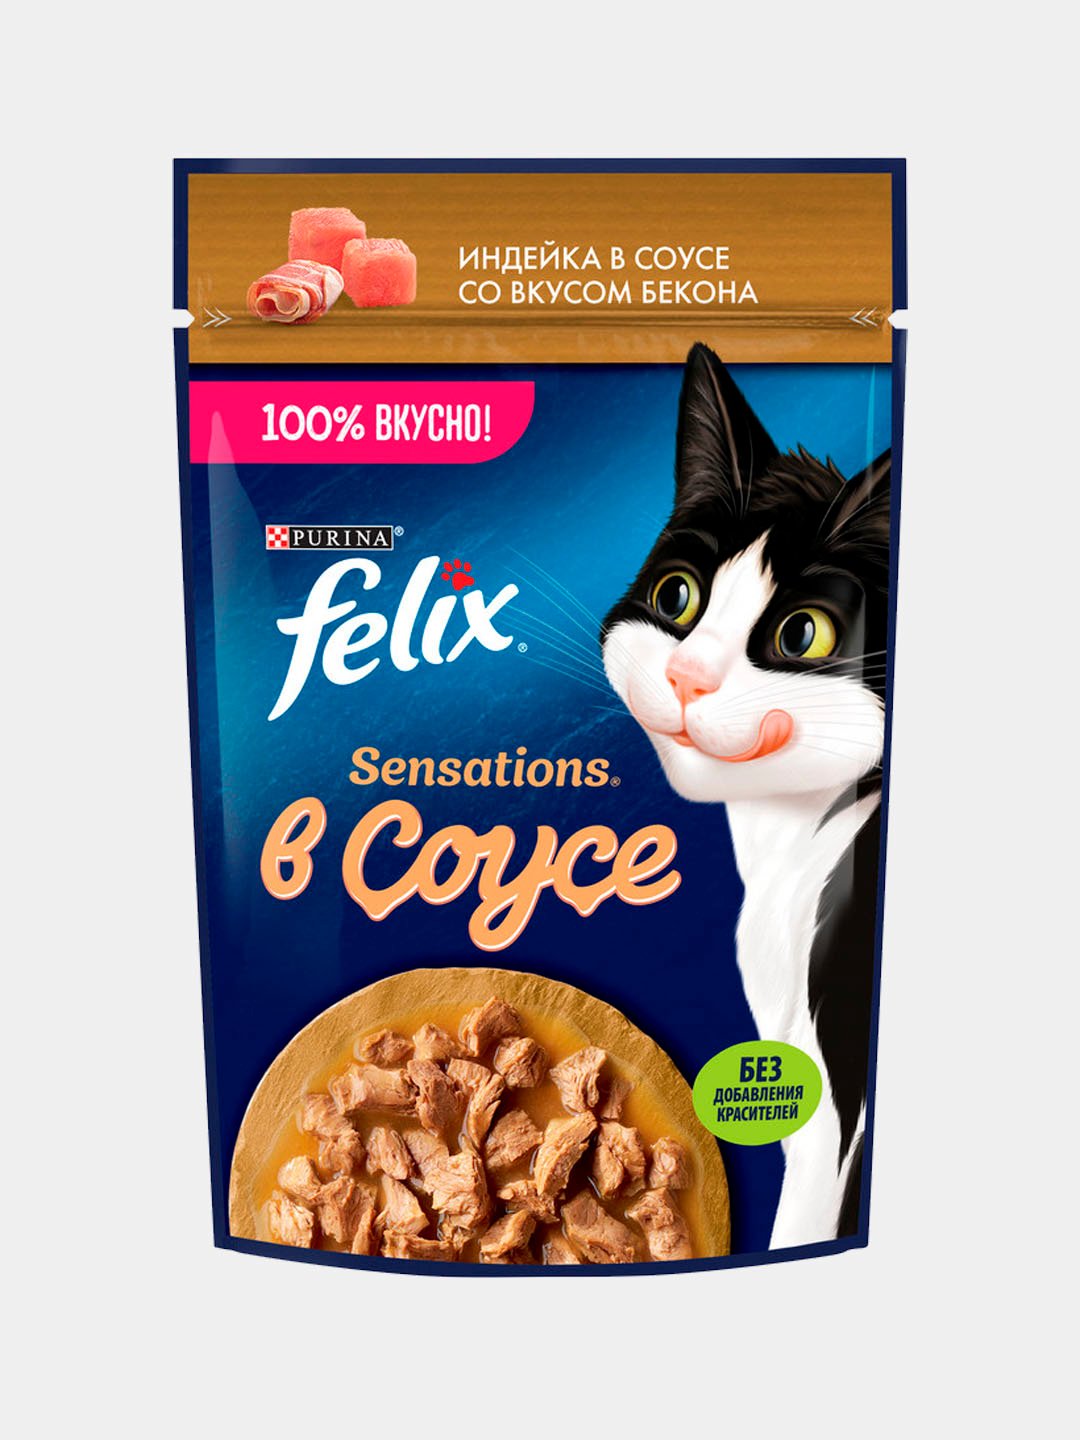 ИНДЕЙКА В СОУСЕ
СО ВКУСОМ БЕКОНА
100% ВКУСНО!
PURINA®
felix®
Sensations®
в Соусе
БЕЗ
ДОБАВЛЕНИЯ
КРАСИТЕЛЕЙ